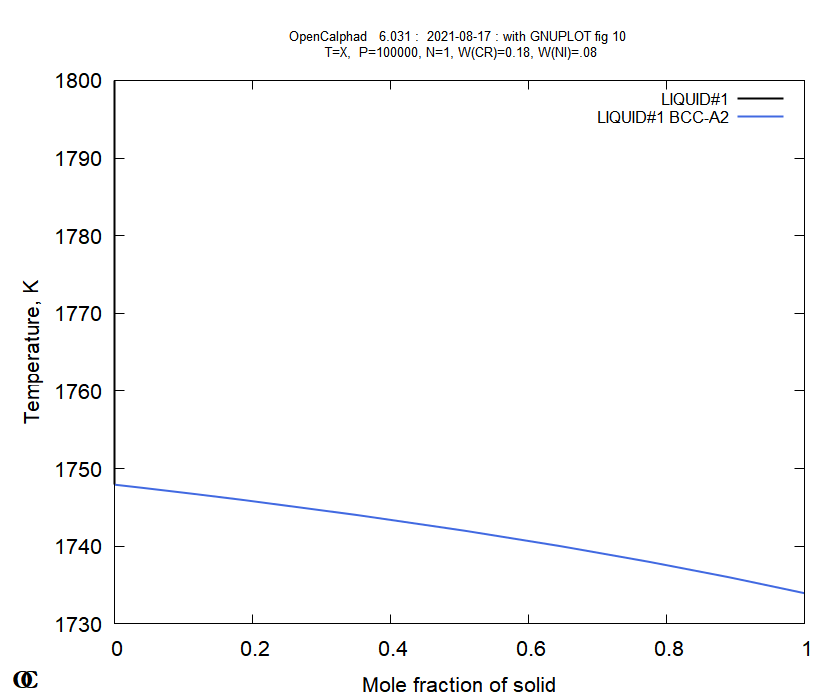 OpenCalphad 6.031 : 2021-08-17 : with GNUPLOT fig 10
T=X, P=100000, N=1, W(CR)=0.18, W(NI)=.08
LIQUID#1
LIQUID#1 BCC-A2
Temperature, K
1800
1790
1780
1770
1760
1750
1740
1730
0 0.2 0.4 0.6 0.8 1
Mole fraction of solid
OC